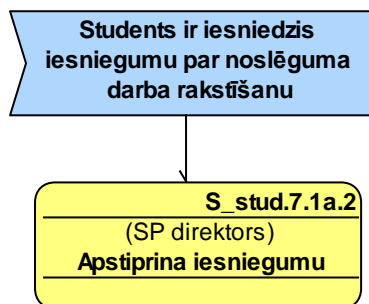 Students ir iesniedzis
iesniegumu par noslēguma
darba rakstīšanu
S_stud.7.1a.2
(SP direktors)
Apstiprina iesniegumu